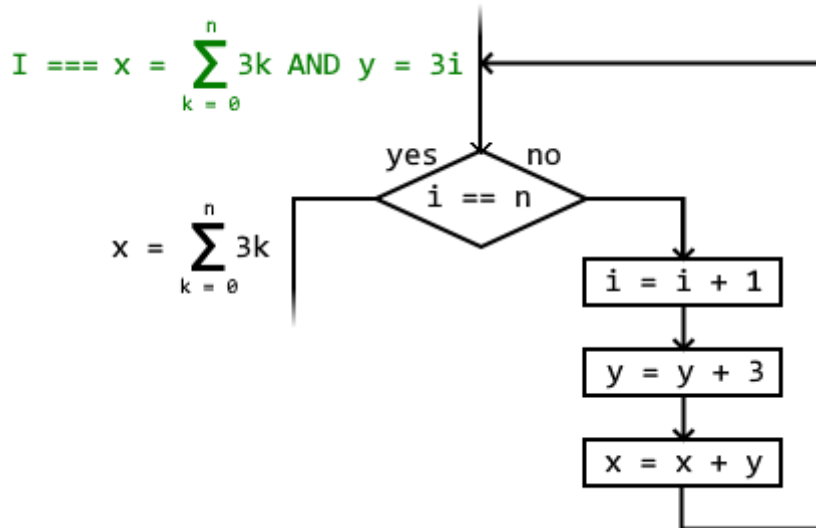 n
I === x = ∑ 3k AND y = 3i
k = 0
yes
no
i == n
n
x = ∑ 3k
k = 0
i = i + 1
y = y + 3
x = x + y